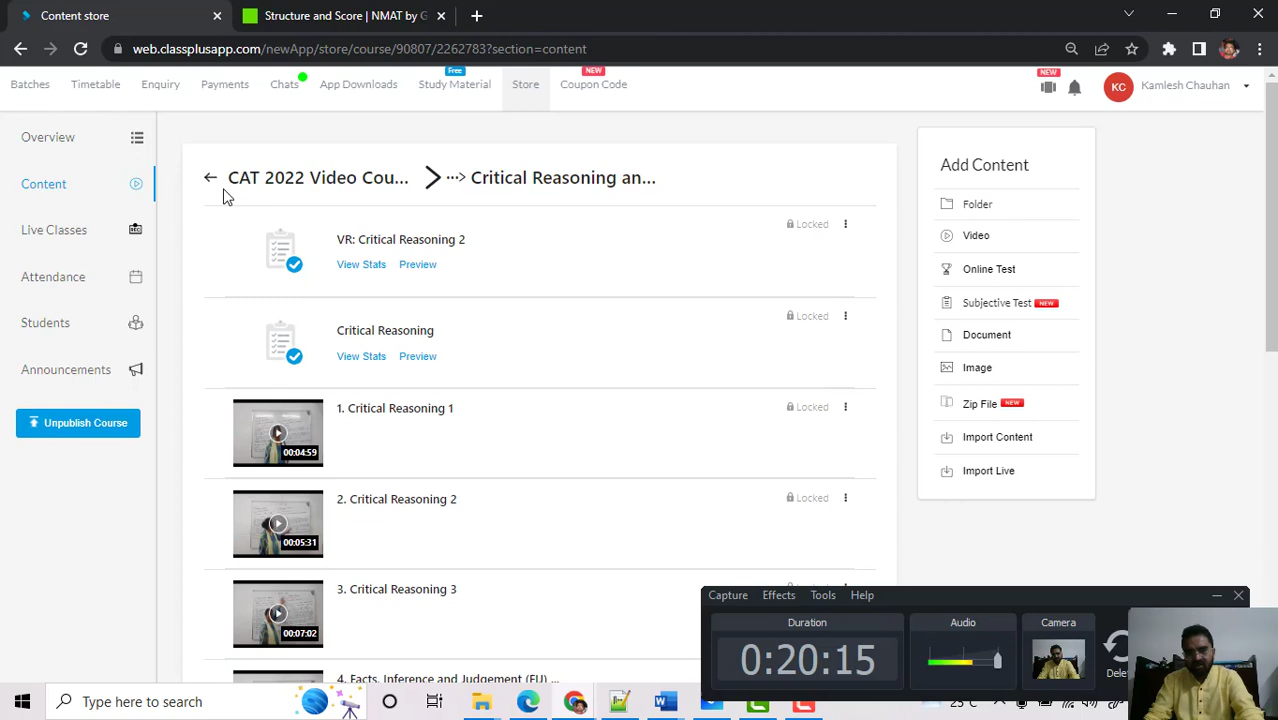 Content store
Structure and Score | NMAT by G
web.classplusapp.com/newApp/store/course/90807/2262783?section=content
Batches
Timetable
Enquiry
Payments
Chats
App Downloads
Free
Study Material
Store
NEW
Coupon Code
NEW
KC
Kamlesh Chauhan
Overview
Content
Live Classes
REC
Attendance
Students
Announcements
Unpublish Course
CAT 2022 Video Cou...
Critical Reasoning an...
VR: Critical Reasoning 2
Locked
View Stats Preview
Critical Reasoning
Locked
View Stats Preview
1. Critical Reasoning 1
Locked
00:04:59
2. Critical Reasoning 2
Locked
00:05:31
3. Critical Reasoning 3
00:07:02
4. Facts, Inference and Judgement (FIJ) ...
Add Content
Folder
Video
Online Test
Subjective Test NEW
Document
Image
Zip File NEW
Import Content
Import Live
Capture Effects Tools Help
Duration
0:20:15
Audio
Camera
Type here to search